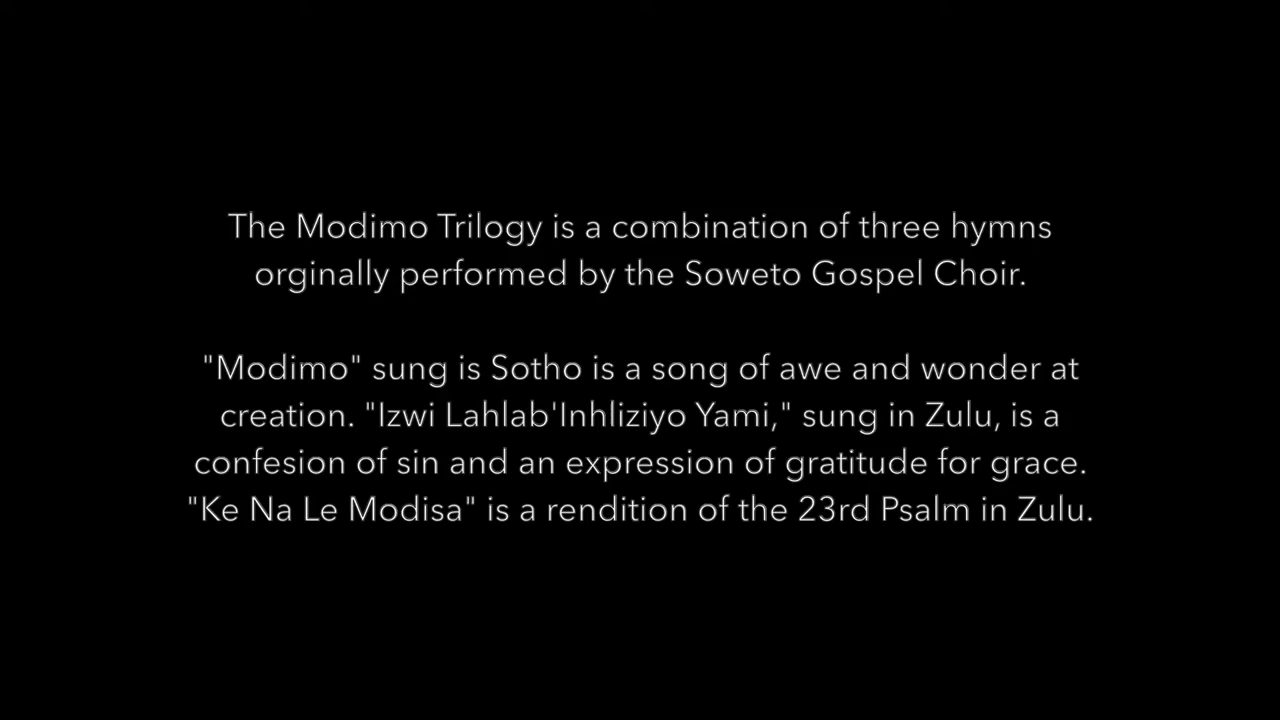 The Modimo Trilogy is a combination of three hymns
orginally performed by the Soweto Gospel Choir.
"Modimo" sung is Sotho is a song of awe and wonder at
creation. "Izwi Lahlab'Inhliziyo Yami," sung in Zulu, is a
confesion of sin and an expression of gratitude for grace.
"Ke Na Le Modisa" is a rendition of the 23rd Psalm in Zulu.